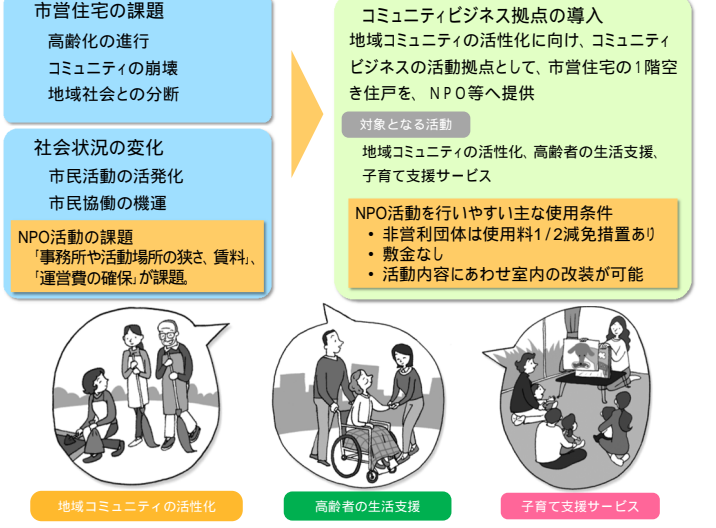 市営住宅の課題
高齢化の進行
コミュニティの崩壊
地域社会との分断
社会状況の変化
市民活動の活発化
市民協働の機運
NPO活動の課題
「事務所や活動場所の狭さ、賃料」、
「運営費の確保」が課題。
コミュニティビジネス拠点の導入
地域コミュニティの活性化に向け、コミュニティ
ビジネスの活動拠点として、市営住宅の1階空
き住戸を、NPO等へ提供
対象となる活動
地域コミュニティの活性化、高齢者の生活支援、
子育て支援サービス
NPO活動を行いやすい主な使用条件
• 非営利団体は使用料1/2減免措置あり
• 敷金なし
• 活動内容にあわせ室内の改装が可能
地域コミュニティの活性化
高齢者の生活支援
子育て支援サービス